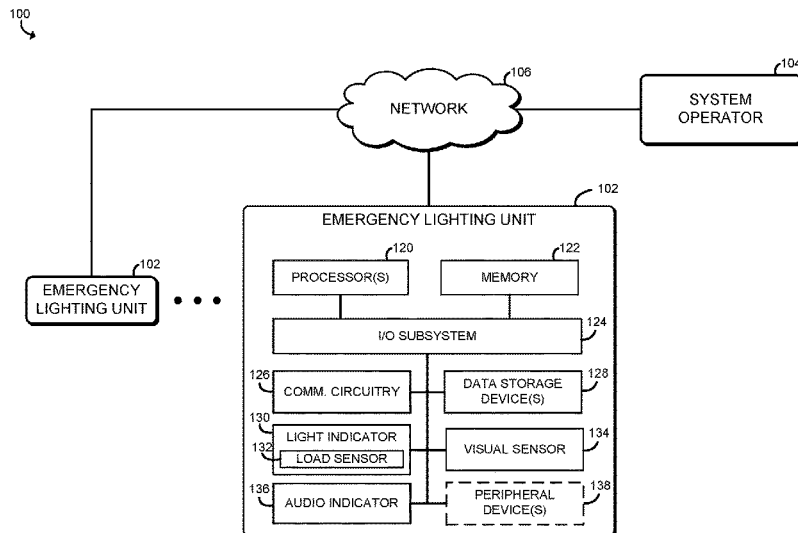 100
106
NETWORK
104
SYSTEM
OPERATOR
102
EMERGENCY
LIGHTING UNIT
102
EMERGENCY LIGHTING UNIT
120
PROCESSOR(S)
122
MEMORY
I/O SUBSYSTEM
124
126
COMM. CIRCUITRY
DATA STORAGE
DEVICE(S)
128
130
LIGHT INDICATOR
132
LOAD SENSOR
VISUAL SENSOR
134
136
AUDIO INDICATOR
PERIPHERAL
DEVICE(S)
138